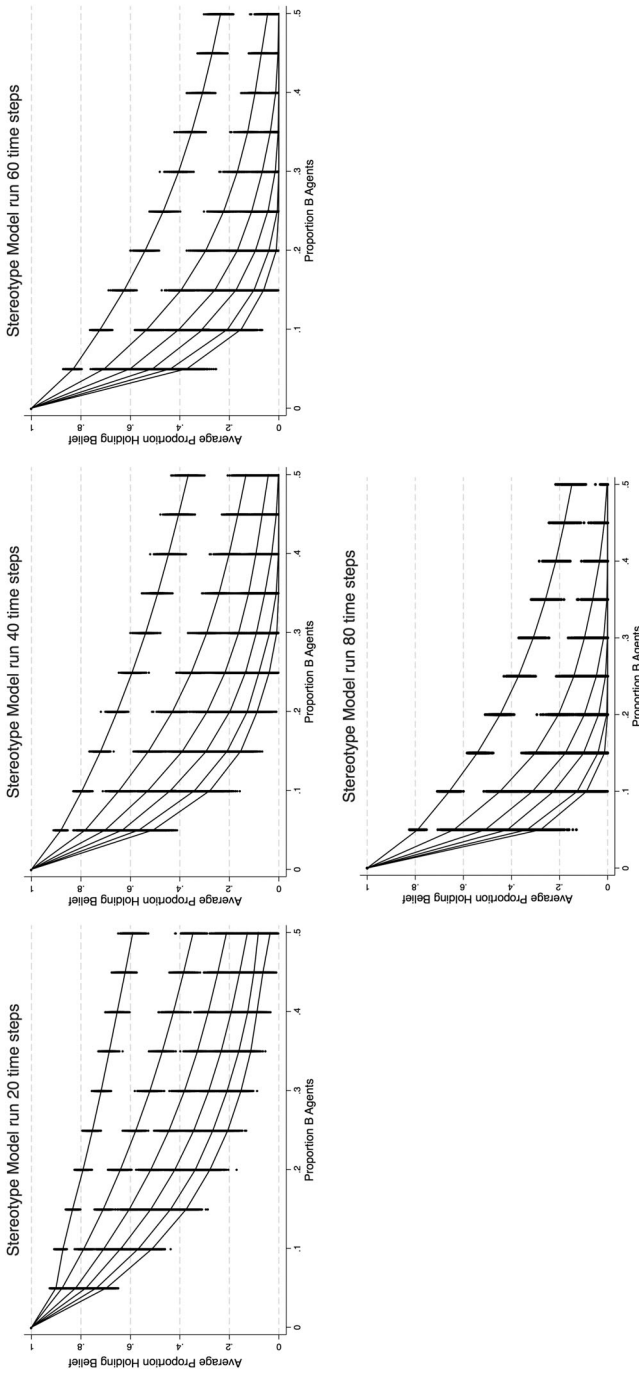 Stereotype Model run 20 time steps
Average Proportion Holding Belief
1
.8
.6
.4
.2
0
0 .1 .2 .3 .4 .5
Proportion B Agents
Stereotype Model run 40 time steps
Average Proportion Holding Belief
1
.8
.6
.4
.2
0
0 .1 .2 .3 .4 .5
Proportion B Agents
Stereotype Model run 60 time steps
Average Proportion Holding Belief
1
.8
.6
.4
.2
0
0 .1 .2 .3 .4 .5
Proportion B Agents
Stereotype Model run 80 time steps
Average Proportion Holding Belief
1
.8
.6
.4
.2
0
0 .1 .2 .3 .4 .5
Proportion B Agents